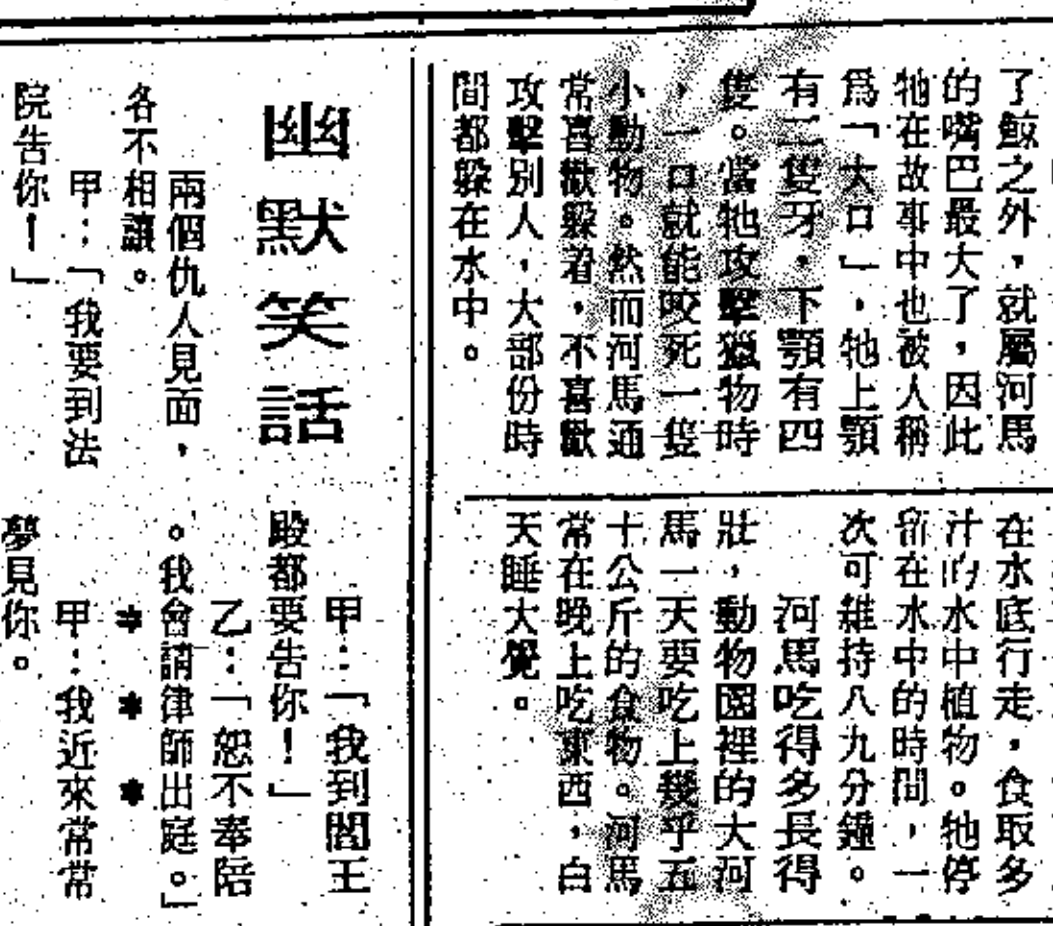 了鯨之外，就屬河馬
的嘴巴最大了，因此
牠在故事中也被人稱
爲「大口」，牠上顎
有二隻牙。下顎有四
隻。當牠攻擊獵物時
，一口就能咬死一隻
小動物。然而河馬通
常喜歡躱着，不喜歡
攻擊別人，大部份時
間都躱在水中。
在水底行走，食取多
汁的水中植物。牠停
留在水中的時間，一
次可維持八九分鐘。
河馬吃得多長得
壯，動物園裡的大河
馬一天要吃上幾乎五
十公斤的食物。河馬
常在晚上吃東西，白
天睡大覺。
幽默笑話
兩個仇人見面，
各不相讓。
甲：「我要到法
院告你！」
甲：「我到閻王
殿都要告你！」
乙：「恕不奉陪
。我會請律師出庭。」
＊＊＊
甲：我近來常常
夢見你。